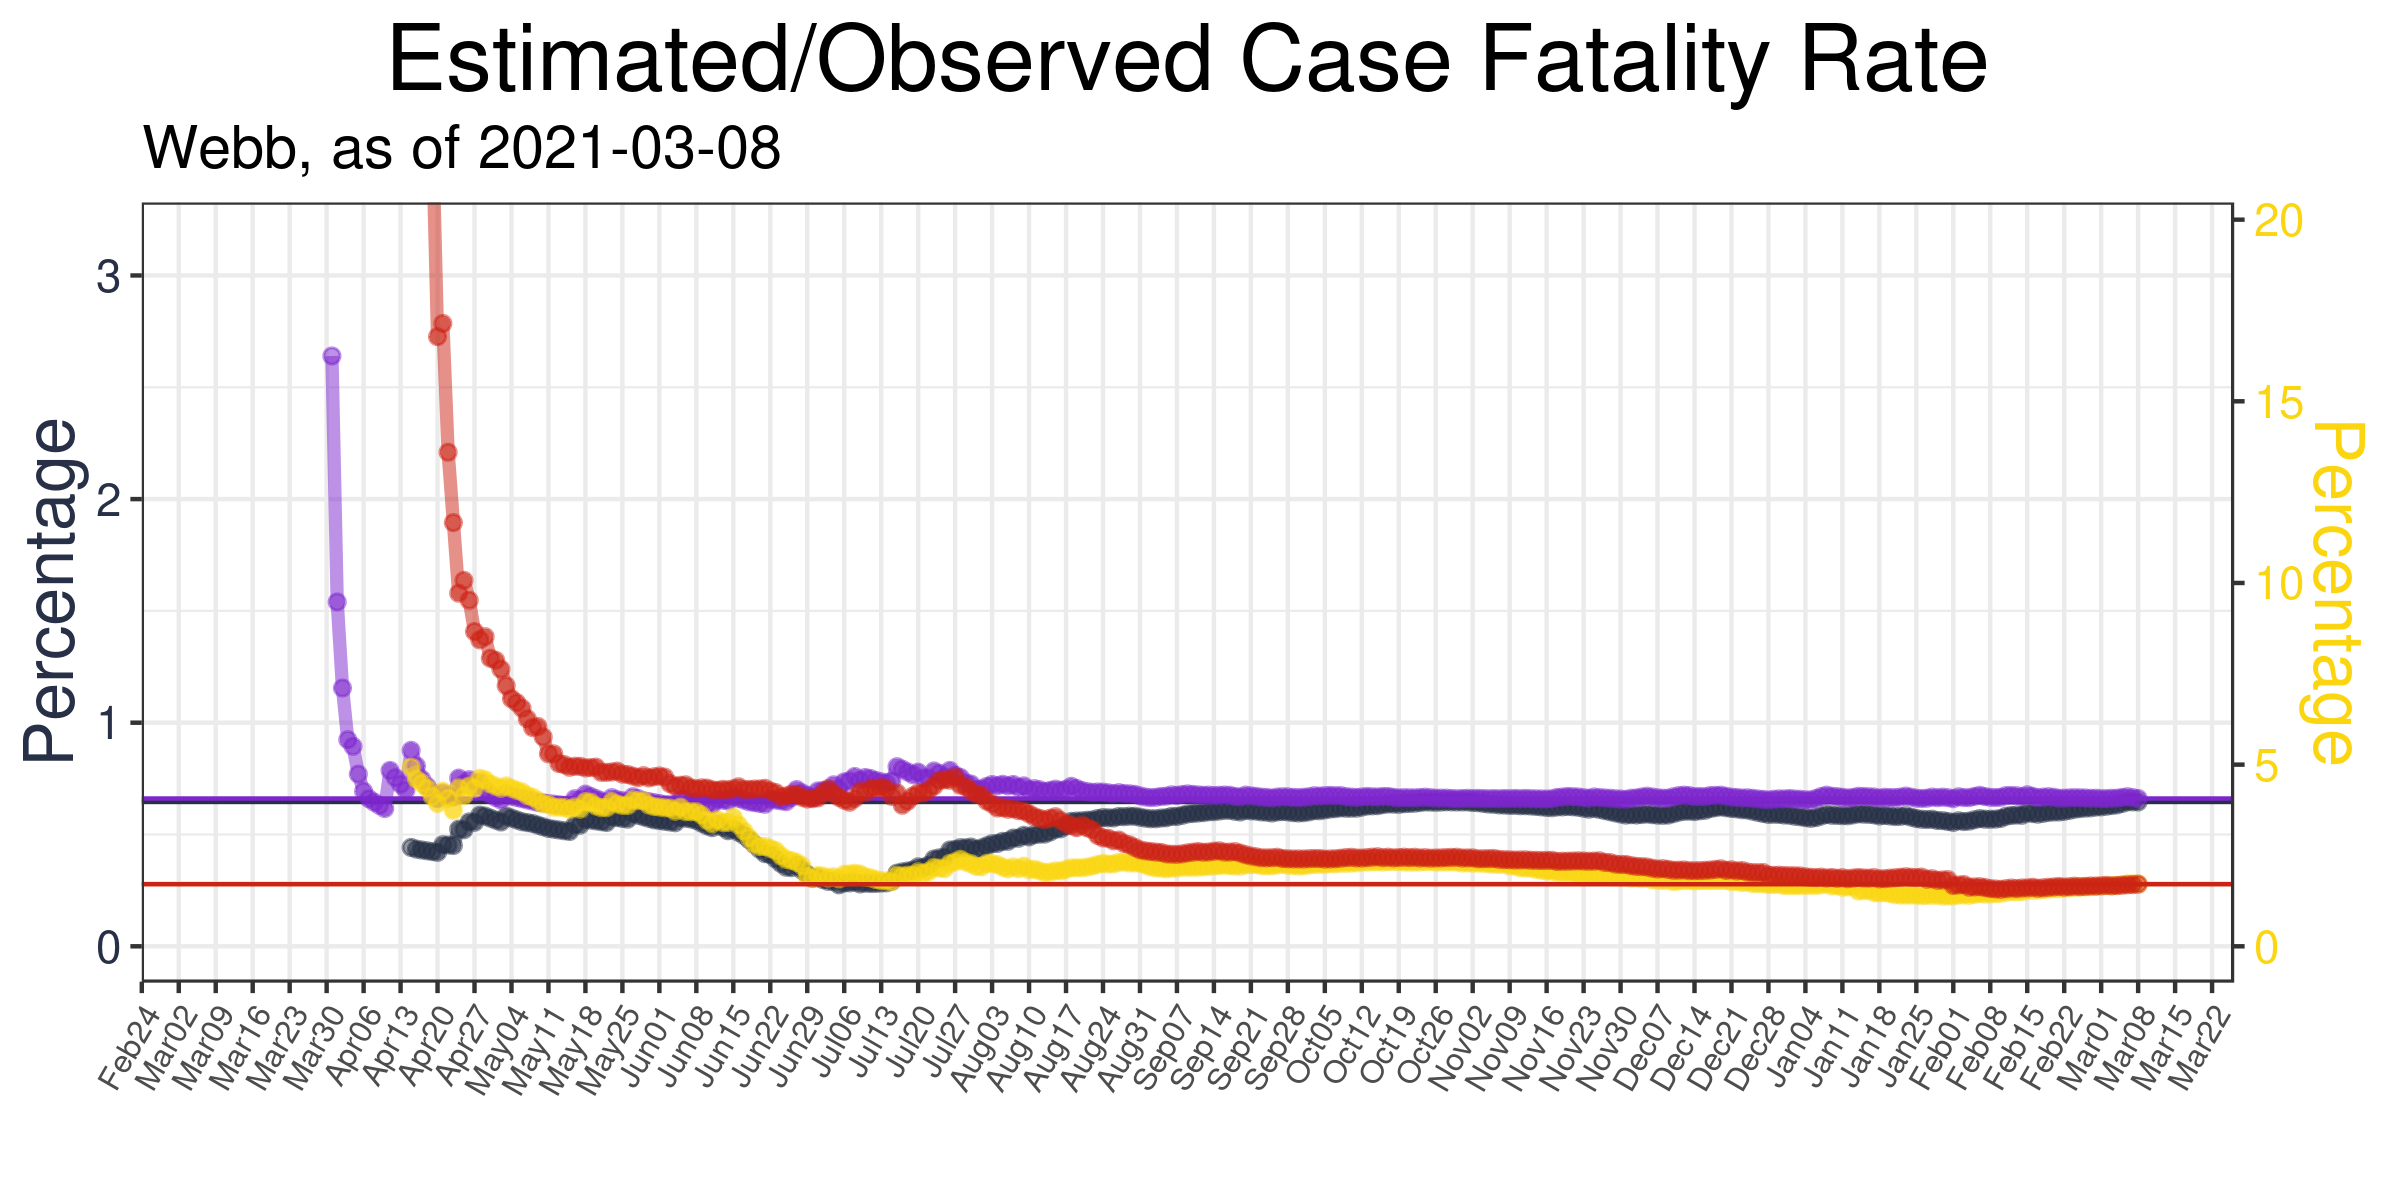 Estimated/Observed Case Fatality Rate
Webb, as of 2021-03-08
Percentage
3
2
1
0
20
15
10
5
0
Percentage
Feb24
Mar02
Mar09
Mar16
Mar23
Mar30
Apr06
Apr13
Apr20
Apr27
May04
May11
May18
May25
Jun01
Jun08
Jun15
Jun22
Jun29
Jul06
Jul13
Jul20
Jul27
Aug03
Aug10
Aug17
Aug24
Aug31
Sep07
Sep14
Sep21
Sep28
Oct05
Oct12
Oct19
Oct26
Nov02
Nov09
Nov16
Nov23
Nov30
Dec07
Dec14
Dec21
Dec28
Jan04
Jan11
Jan18
Jan25
Feb01
Feb08
Feb15
Feb22
Mar01
Mar08
Mar15
Mar22